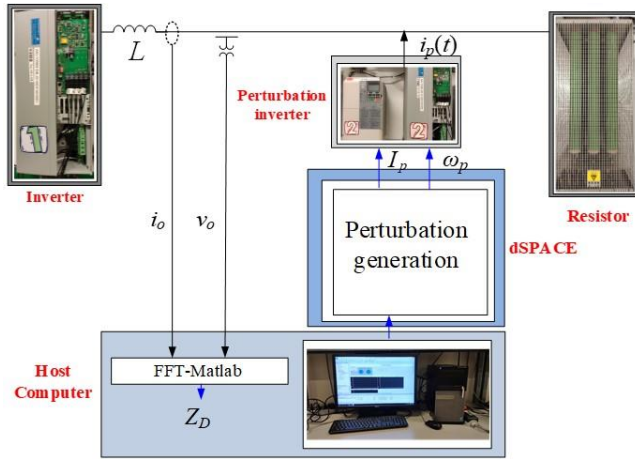 L
i_p(t)
Perturbation
inverter
Inverter
I_p
ω_p
Resistor
i_o
v_o
Perturbation
generation
dSPACE
Host
Computer
FFT-Matlab
Z_D